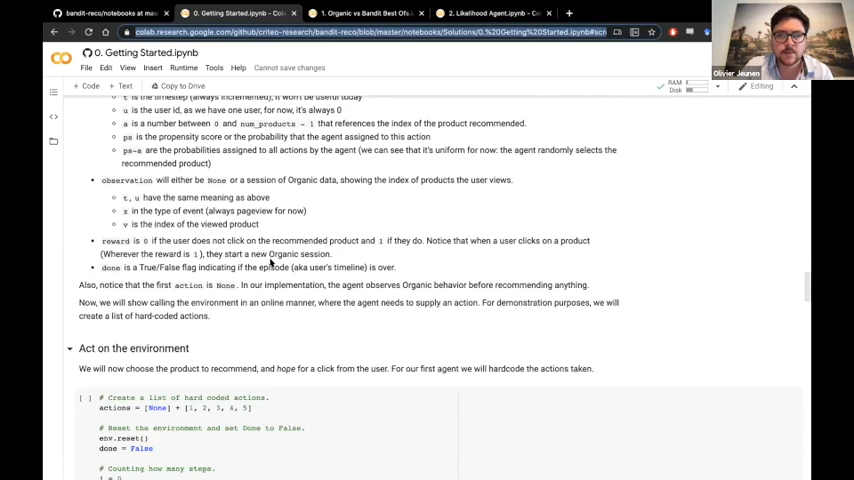 bandit-reco/notebooks at mas
0. Getting Started.ipynb - Col
1. Organic vs Bandit Best Ofs.i
2. Likelihood Agent.ipynb - Co
colab.research.google.com/github/criteo-research/bandit-reco/blob/master/notebooks/Solutions/0.%20Getting%20Started.ipynb#scr
0. Getting Started.ipynb
File Edit View Insert Runtime Tools Help Cannot save changes
+ Code + Text Copy to Drive
RAM
Disk
Editing
Olivier Jeunen
t is the timestep (always incremented), it won't be useful today
u is the user id, as we have one user, for now, it's always 0
a is a number between 0 and num_products - 1 that references the index of the product recommended.
ps is the propensity score or the probability that the agent assigned to this action
ps-a are the probabilities assigned to all actions by the agent (we can see that it's uniform for now: the agent randomly selects the
recommended product)
observation will either be None or a session of Organic data, showing the index of products the user views.
t, u have the same meaning as above
z in the type of event (always pageview for now)
v is the index of the viewed product
reward is 0 if the user does not click on the recommended product and 1 if they do. Notice that when a user clicks on a product
(Wherever the reward is 1), they start a new Organic session.
done is a True/False flag indicating if the episode (aka user's timeline) is over.
Also, notice that the first action is None. In our implementation, the agent observes Organic behavior before recommending anything.
Now, we will show calling the environment in an online manner, where the agent needs to supply an action. For demonstration purposes, we will
create a list of hard-coded actions.
Act on the environment
We will now choose the product to recommend, and hope for a click from the user. For our first agent we will hardcode the actions taken.
[ ] # Create a list of hard coded actions.
actions = [None] + [1, 2, 3, 4, 5]
# Reset the environment and set Done to False.
env.reset()
done = False
# Counting how many steps.
i = 0